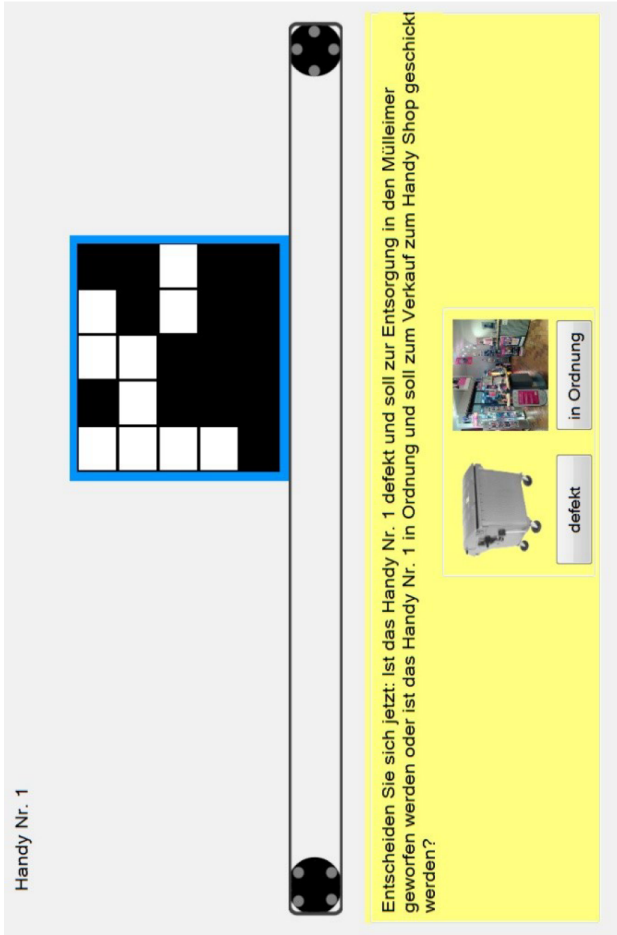 Handy Nr. 1
Entscheiden Sie sich jetzt: Ist das Handy Nr. 1 defekt und soll zur Entsorgung in den Mülleimer
geworfen werden oder ist das Handy Nr. 1 in Ordnung und soll zum Verkauf zum Handy Shop geschickt
werden?
defekt
in Ordnung